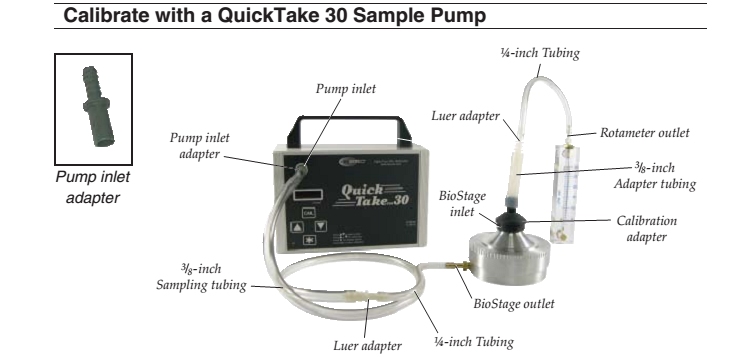 Calibrate with a QuickTake 30 Sample Pump
¼-inch Tubing
Pump inlet
Luer adapter
Rotameter outlet
Pump inlet
adapter
Pump inlet
adapter
⅜-inch
Adapter tubing
Quick
Take 30
BioStage
inlet
Calibration
adapter
CAL
⅜-inch
Sampling tubing
BioStage outlet
Luer adapter
¼-inch Tubing